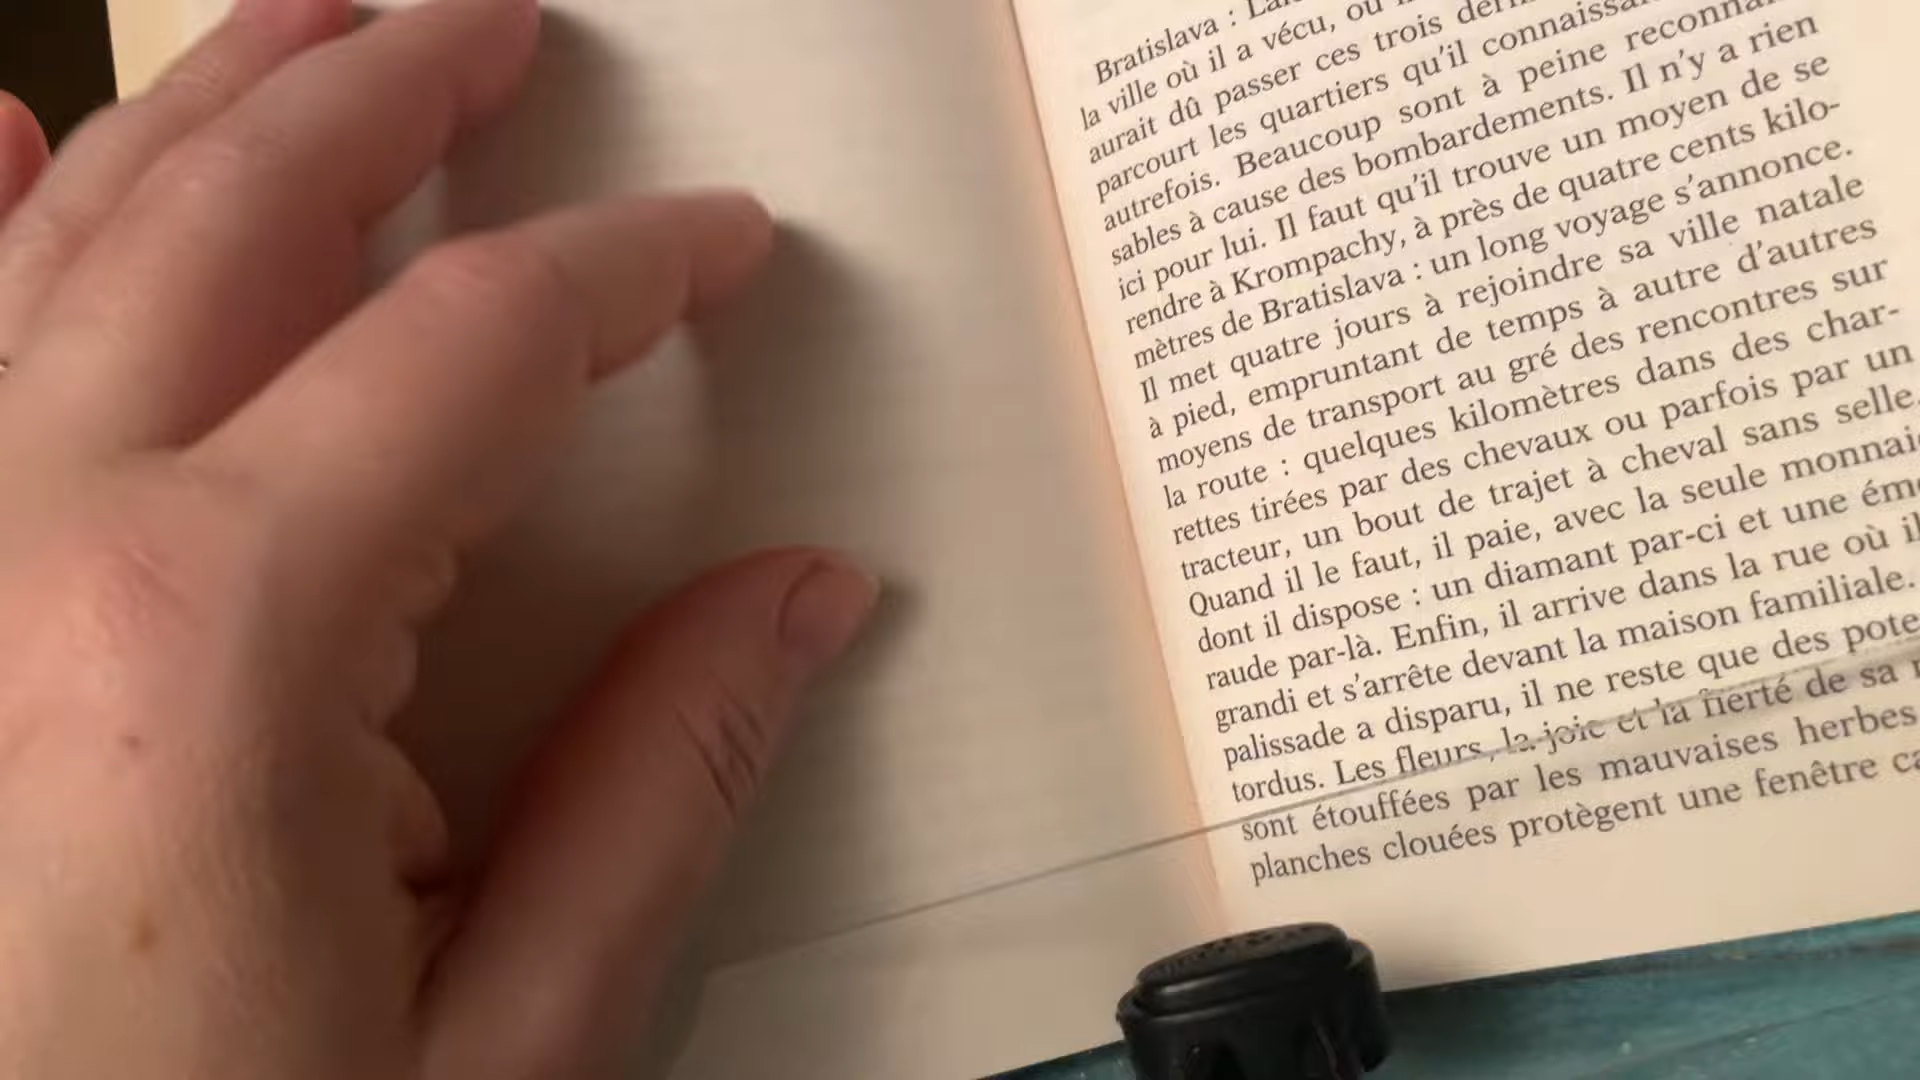 Bratislava :
la ville où il a vécu, où
aurait dû passer ces trois
parcourt les quartiers qu'il
autrefois. Beaucoup sont à peine
sables à cause des bombardements. Il n'y a rien
ici pour lui. Il faut qu'il trouve un moyen de se
rendre à Krompachy, à près de quatre cents kilo-
mètres de Bratislava : un long voyage s'annonce.
Il met quatre jours à rejoindre sa ville natale
à pied, empruntant de temps à autre d'autres
moyens de transport au gré des rencontres sur
la route : quelques kilomètres dans des char-
rettes tirées par des chevaux ou parfois par un
tracteur, un bout de trajet à cheval sans selle.
Quand il le faut, il paie, avec la seule monnaie
dont il dispose : un diamant par-ci et une éme
raude par-là. Enfin, il arrive dans la rue où il
grandi et s'arrête devant la maison familiale.
palissade a disparu, il ne reste que des pote
tordus. Les fleurs, la joie et la fierté de sa
sont étouffées par les mauvaises herbes
planches clouées protègent une fenêtre